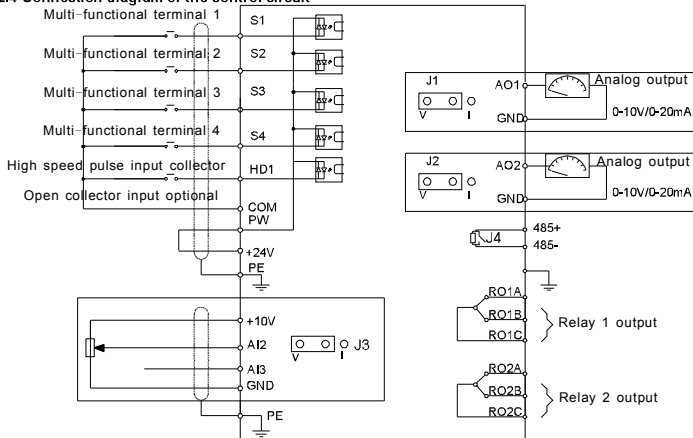 Multi-functional terminal 1
S1
Multi-functional terminal 2
S2
Multi-functional terminal 3
S3
Multi-functional terminal 4
S4
High speed pulse input collector
HD1
Open collector input optional
COM
PW
+24V
PE
+10V
AI2
J3
V
I
AI3
GND
PE
J1
V
I
AO1
Analog output
GND
0-10V/0-20mA
J2
V
I
AO2
Analog output
GND
0-10V/0-20mA
J4
485+
485-
RO1A
RO1B
RO1C
Relay 1 output
RO2A
RO2B
RO2C
Relay 2 output